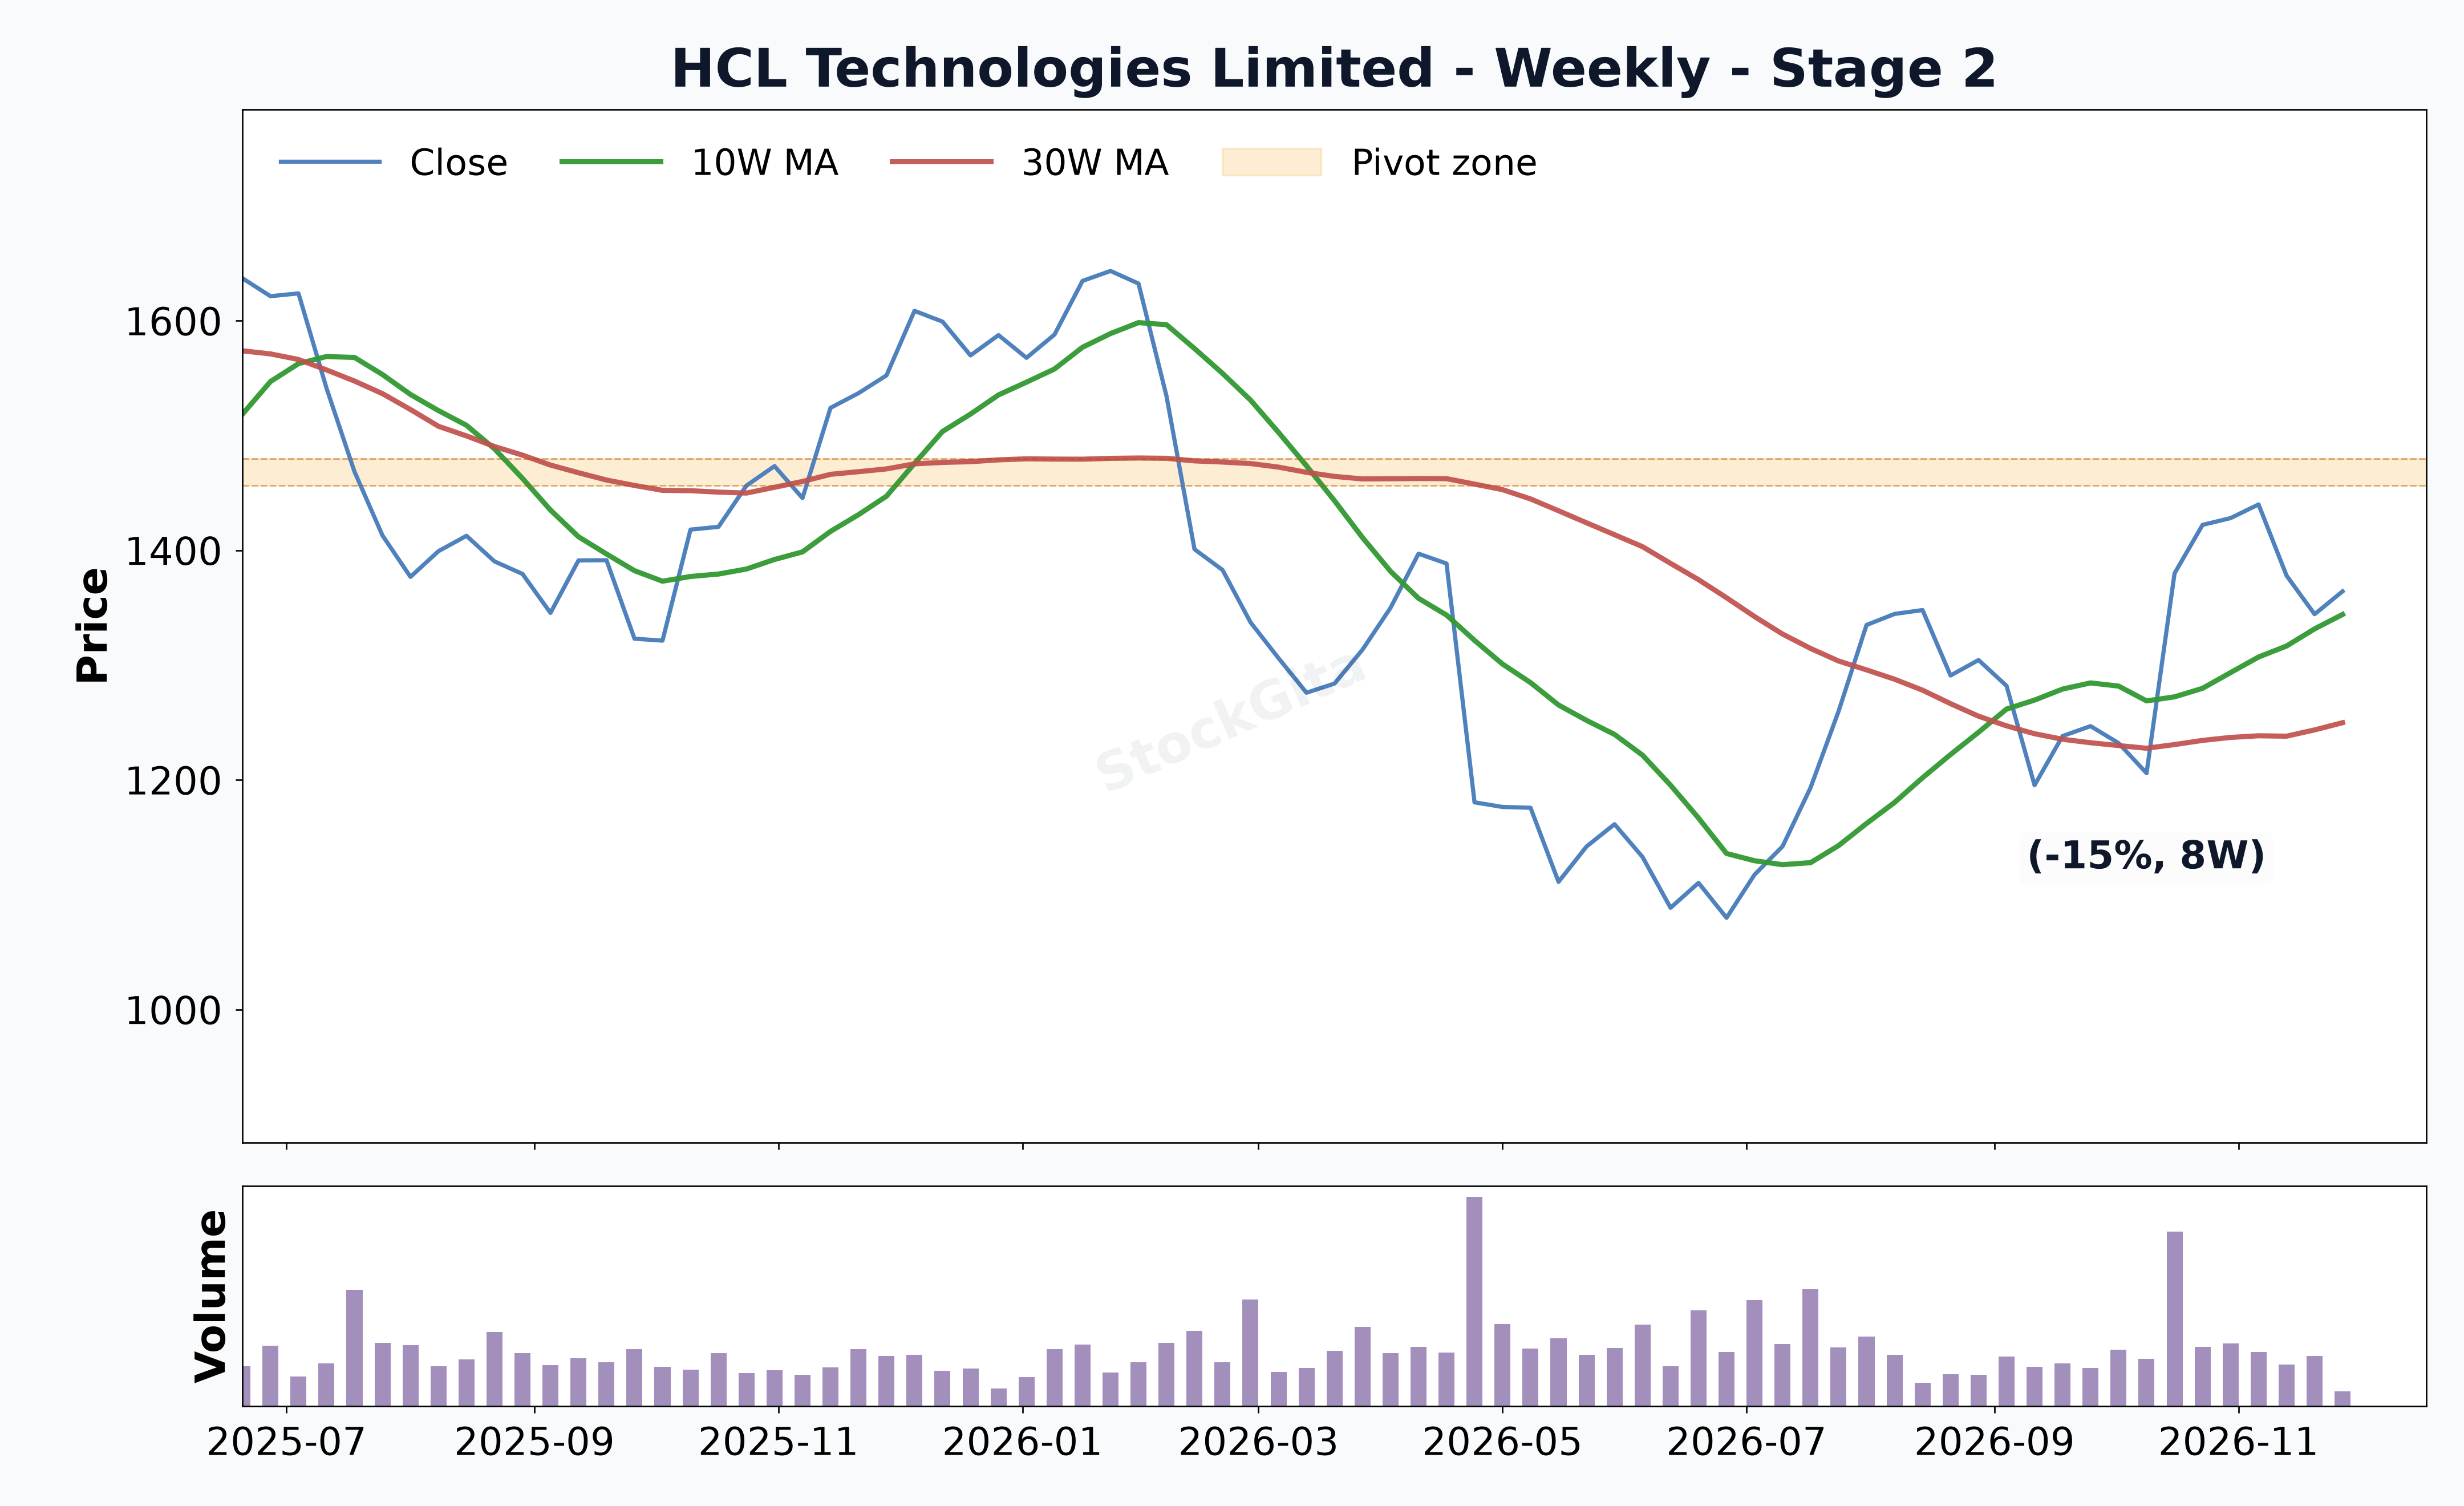 HCL Technologies Limited - Weekly - Stage 2
Close 10W MA 30W MA Pivot zone
Price
1600
1400
1200
1000
StockGita
(-15%, 8W)
Volume
2025-07 2025-09 2025-11 2026-01 2026-03 2026-05 2026-07 2026-09 2026-11